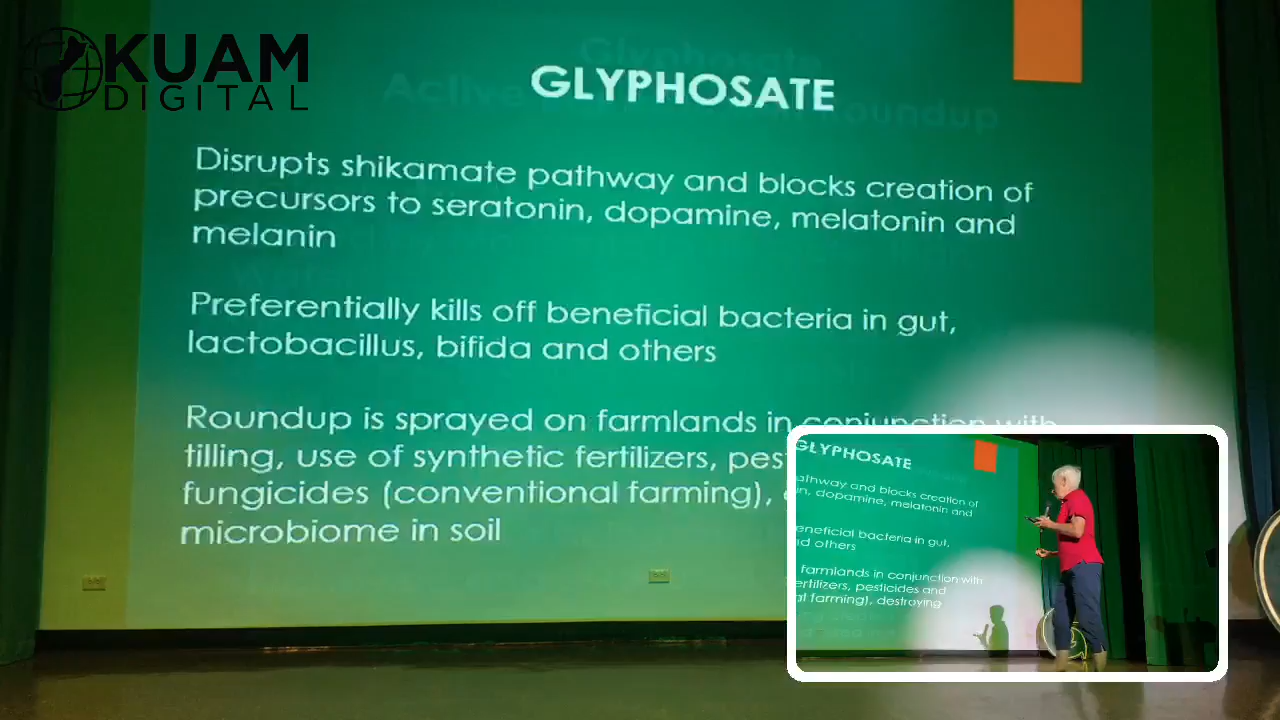 KUAM
DIGITAL
GLYPHOSATE
Disrupts shikamate pathway and blocks creation of
precursors to seratonin, dopamine, melatonin and
melanin
Preferentially kills off beneficial bacteria in gut,
lactobacillus, bifida and others
Roundup is sprayed on farmlands in conjunction with
tilling, use of synthetic fertilizers,
fungicides (conventional farming),
microbiome in soil
GLYPHOSATE
pathway and blocks creation of
dopamine, melatonin and
beneficial bacteria in gut,
others
farmlands in conjunction with
fertilizers, pesticides and
farming), destroying